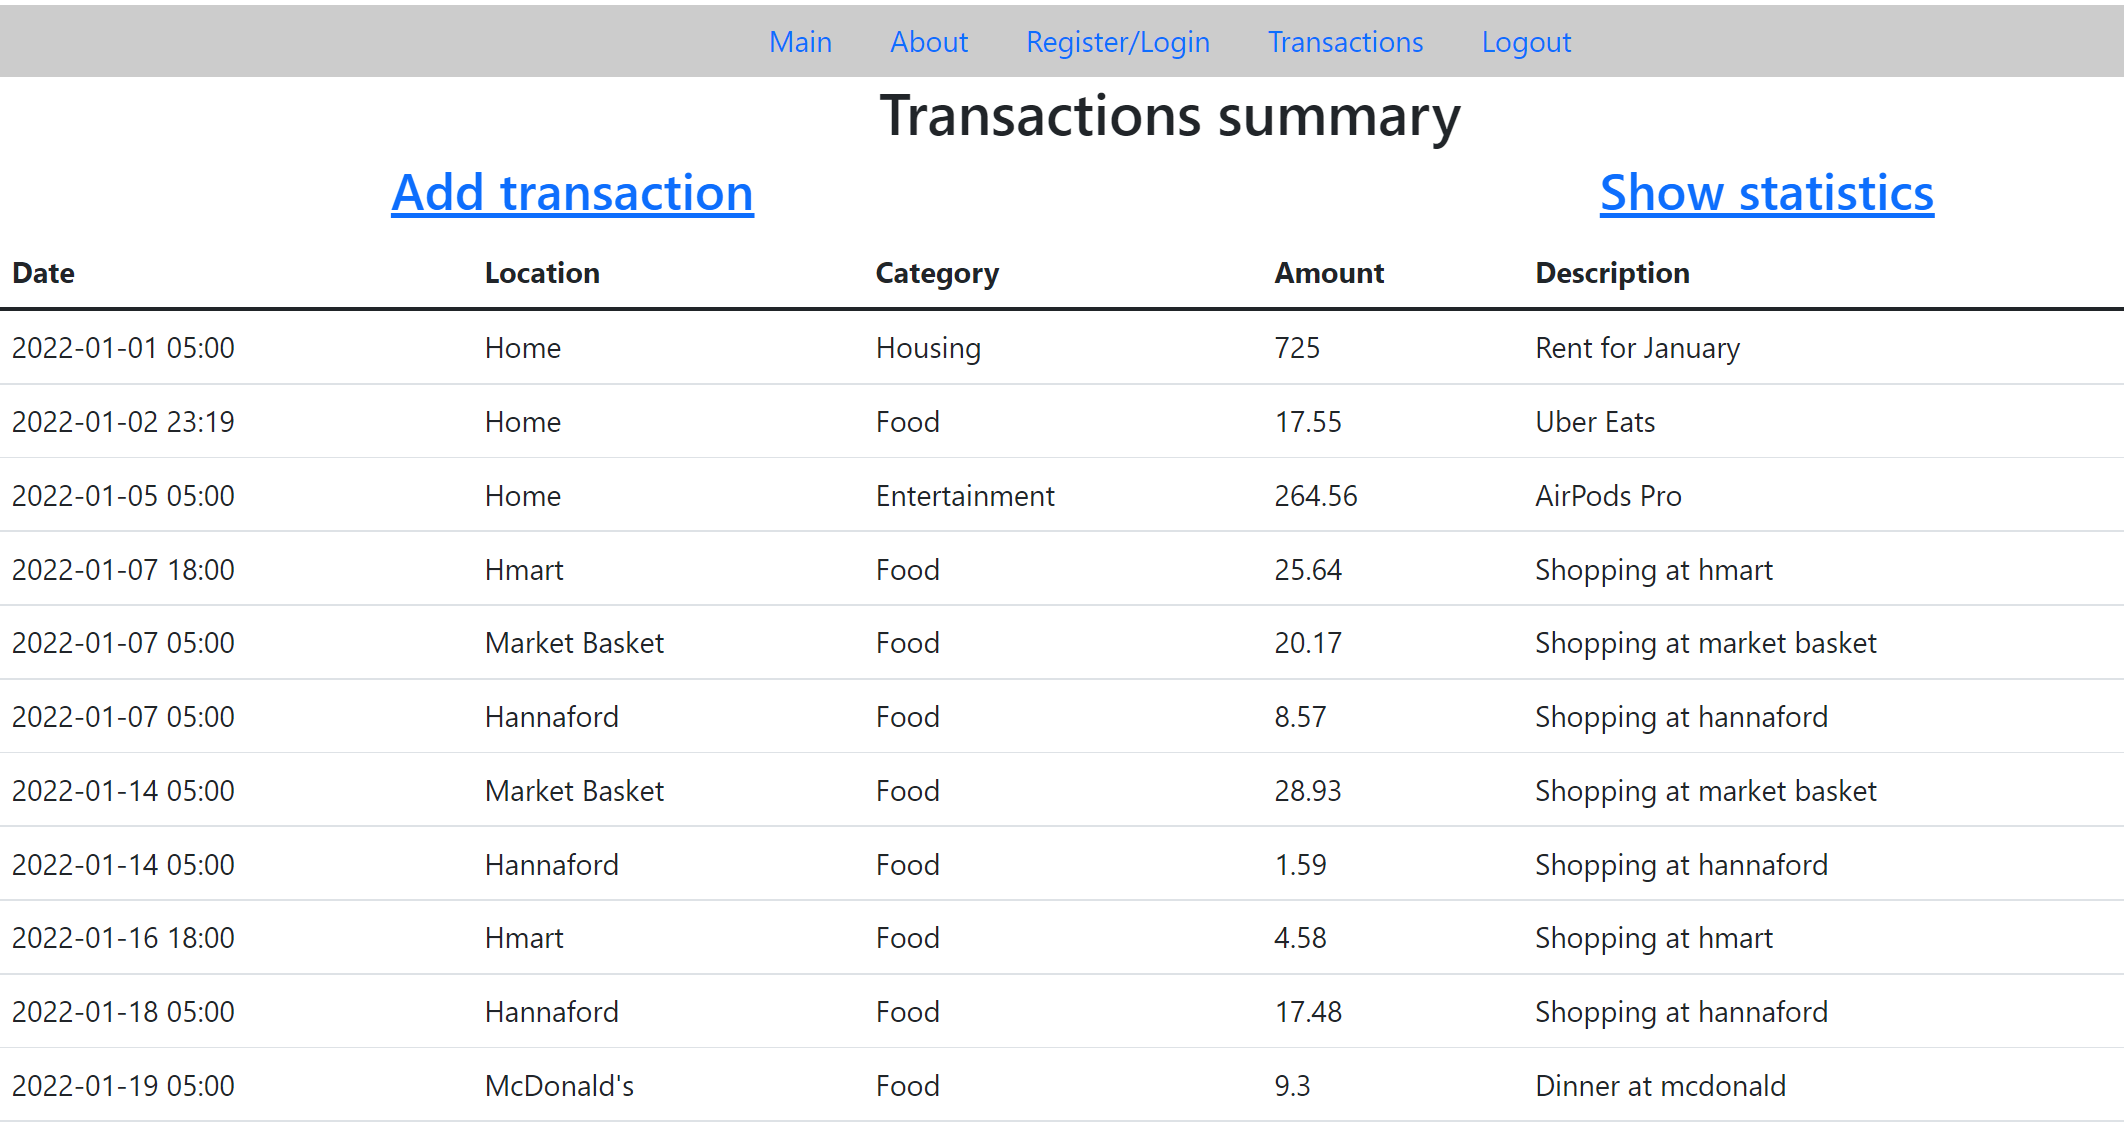 Main About Register/Login Transactions Logout
Transactions summary
Add transaction Show statistics
Date Location Category Amount Description
2022-01-01 05:00 Home Housing 725 Rent for January
2022-01-02 23:19 Home Food 17.55 Uber Eats
2022-01-05 05:00 Home Entertainment 264.56 AirPods Pro
2022-01-07 18:00 Hmart Food 25.64 Shopping at hmart
2022-01-07 05:00 Market Basket Food 20.17 Shopping at market basket
2022-01-07 05:00 Hannaford Food 8.57 Shopping at hannaford
2022-01-14 05:00 Market Basket Food 28.93 Shopping at market basket
2022-01-14 05:00 Hannaford Food 1.59 Shopping at hannaford
2022-01-16 18:00 Hmart Food 4.58 Shopping at hmart
2022-01-18 05:00 Hannaford Food 17.48 Shopping at hannaford
2022-01-19 05:00 McDonald's Food 9.3 Dinner at mcdonald